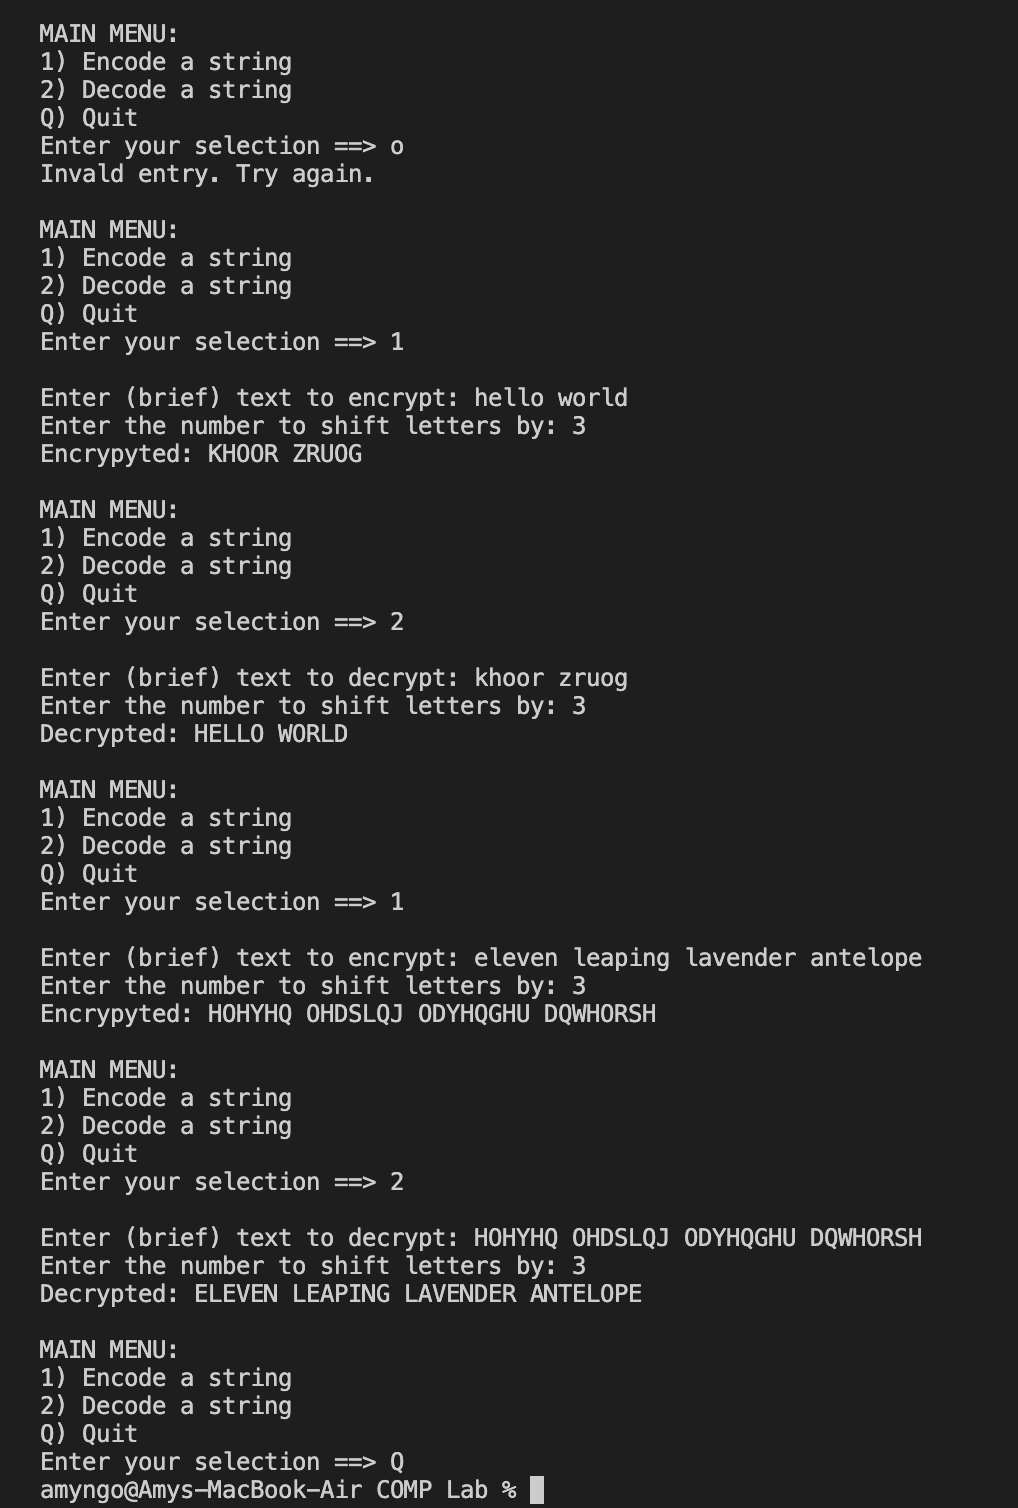 MAIN MENU:
1) Encode a string
2) Decode a string
Q) Quit
Enter your selection ==> o
Invald entry. Try again.
MAIN MENU:
1) Encode a string
2) Decode a string
Q) Quit
Enter your selection ==> 1
Enter (brief) text to encrypt: hello world
Enter the number to shift letters by: 3
Encrypyted: KHOOR ZRUOG
MAIN MENU:
1) Encode a string
2) Decode a string
Q) Quit
Enter your selection ==> 2
Enter (brief) text to decrypt: khoor zruog
Enter the number to shift letters by: 3
Decrypted: HELLO WORLD
MAIN MENU:
1) Encode a string
2) Decode a string
Q) Quit
Enter your selection ==> 1
Enter (brief) text to encrypt: eleven leaping lavender antelope
Enter the number to shift letters by: 3
Encrypyted: HOHYHQ OHDSLQJ ODYHQGHU DQWHORSH
MAIN MENU:
1) Encode a string
2) Decode a string
Q) Quit
Enter your selection ==> 2
Enter (brief) text to decrypt: HOHYHQ OHDSLQJ ODYHQGHU DQWHORSH
Enter the number to shift letters by: 3
Decrypted: ELEVEN LEAPING LAVENDER ANTELOPE
MAIN MENU:
1) Encode a string
2) Decode a string
Q) Quit
Enter your selection ==> Q
amyngo@Amys-MacBook-Air COMP Lab %